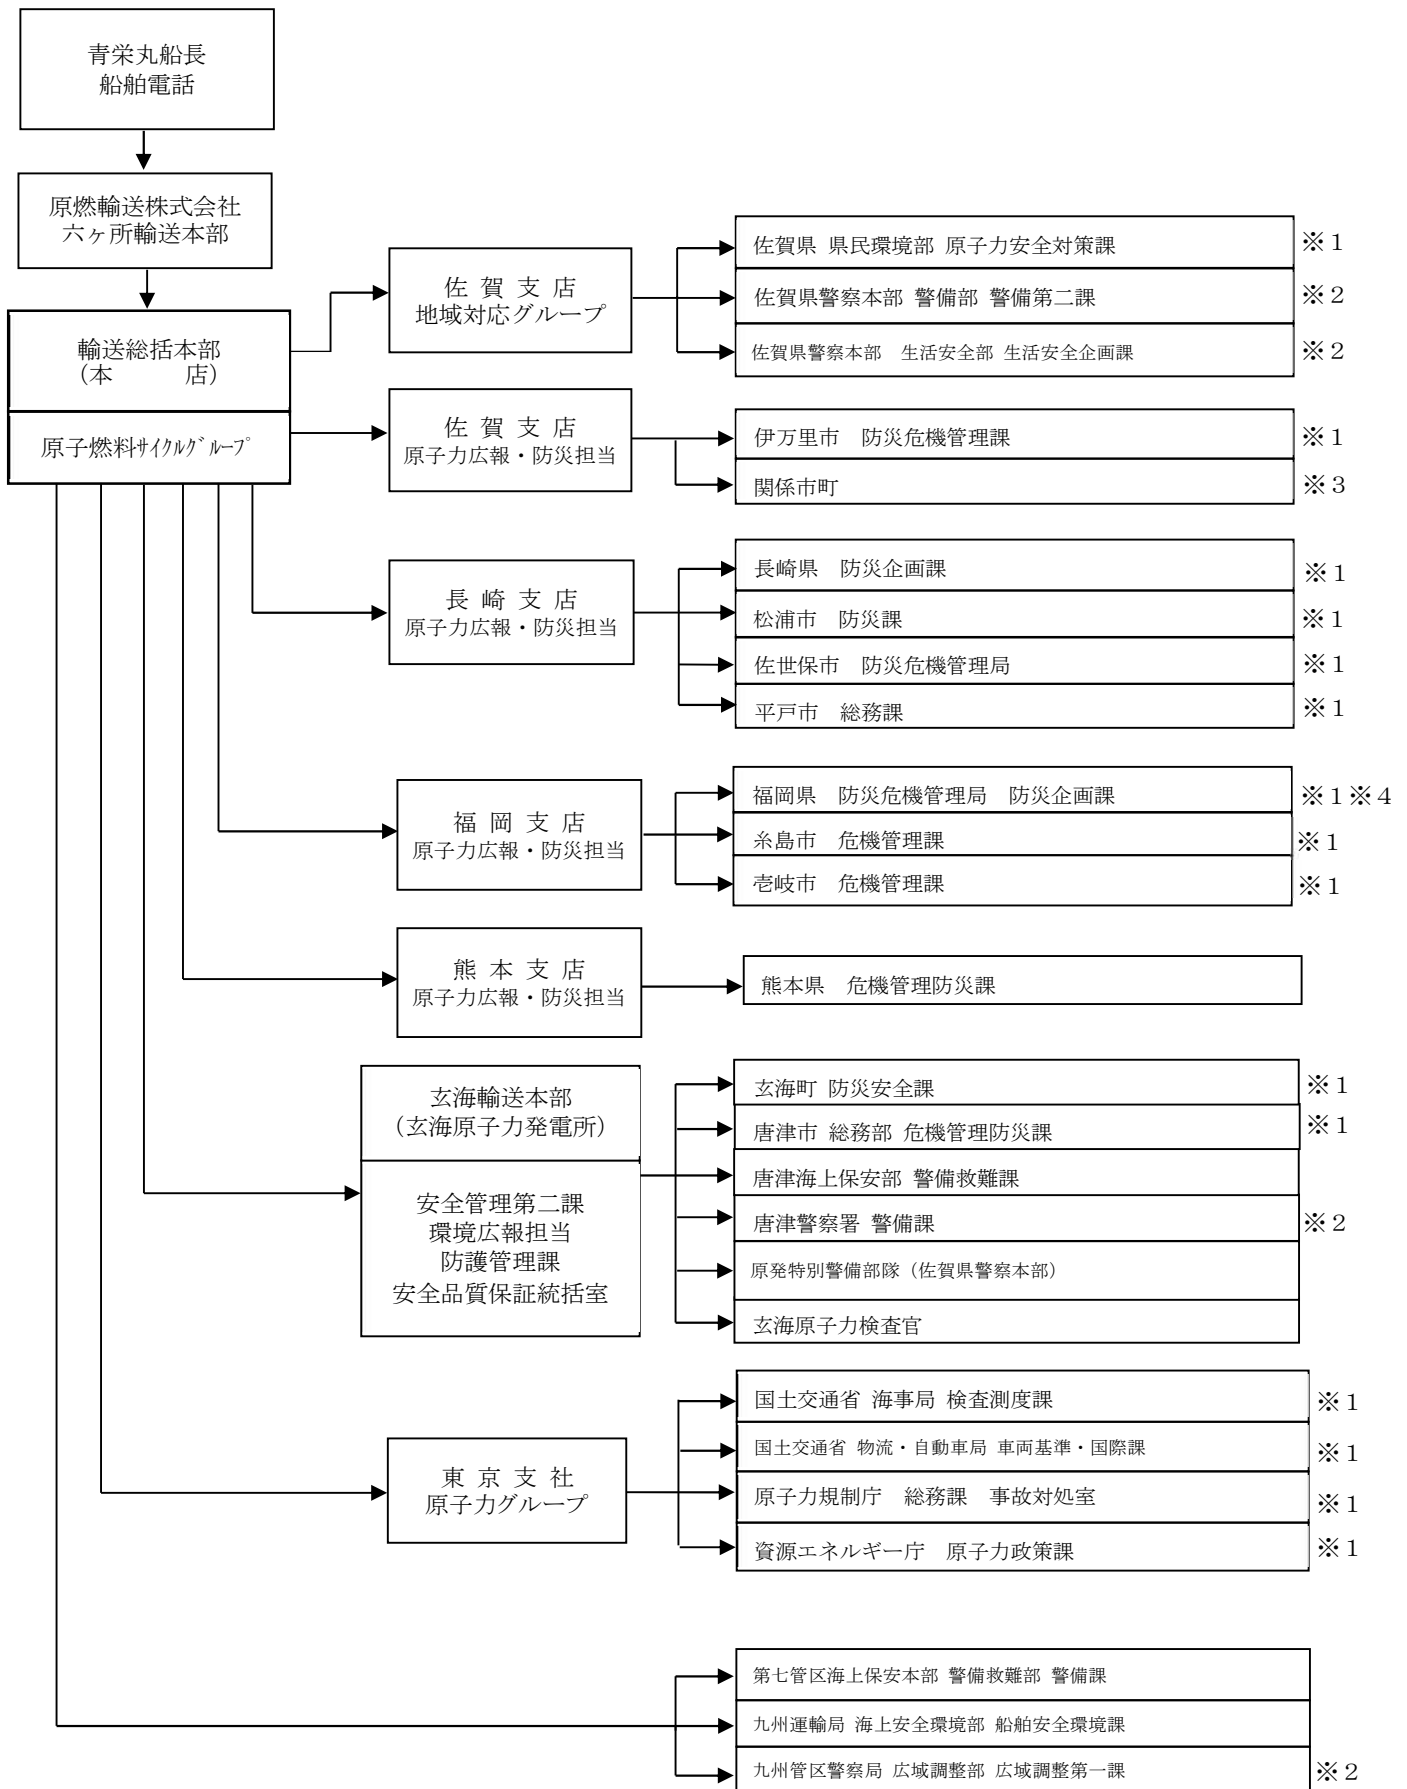 青栄丸船長
船舶電話
原燃輸送株式会社
六ヶ所輸送本部
輸送総括本部
（本　　　店）
原子燃料ｻｲｸﾙｸﾞﾙｰﾌﾟ
佐 賀 支 店
地域対応グループ
佐賀県 県民環境部 原子力安全対策課 ※１
佐賀県警察本部 警備部 警備第二課 ※２
佐賀県警察本部　生活安全部 生活安全企画課 ※２
佐 賀 支 店
原子力広報・防災担当
伊万里市　防災危機管理課 ※１
関係市町 ※３
長 崎 支 店
原子力広報・防災担当
長崎県　防災企画課 ※１
松浦市　防災課 ※１
佐世保市　防災危機管理局 ※１
平戸市　総務課 ※１
福 岡 支 店
原子力広報・防災担当
福岡県　防災危機管理局　防災企画課 ※１※４
糸島市　危機管理課 ※１
壱岐市　危機管理課 ※１
熊 本 支 店
原子力広報・防災担当
熊本県　危機管理防災課
玄海輸送本部
（玄海原子力発電所）
安全管理第二課
環境広報担当
防護管理課
安全品質保証統括室
玄海町 防災安全課 ※１
唐津市 総務部 危機管理防災課 ※１
唐津海上保安部 警備救難課
唐津警察署 警備課 ※２
原発特別警備部隊（佐賀県警察本部）
玄海原子力検査官
東 京 支 社
原子力グループ
国土交通省 海事局 検査測度課 ※１
国土交通省 物流・自動車局 車両基準・国際課 ※１
原子力規制庁　総務課　事故対処室 ※１
資源エネルギー庁　原子力政策課 ※１
第七管区海上保安本部 警備救難部 警備課
九州運輸局 海上安全環境部 船舶安全環境課
九州管区警察局 広域調整部 広域調整第一課 ※２